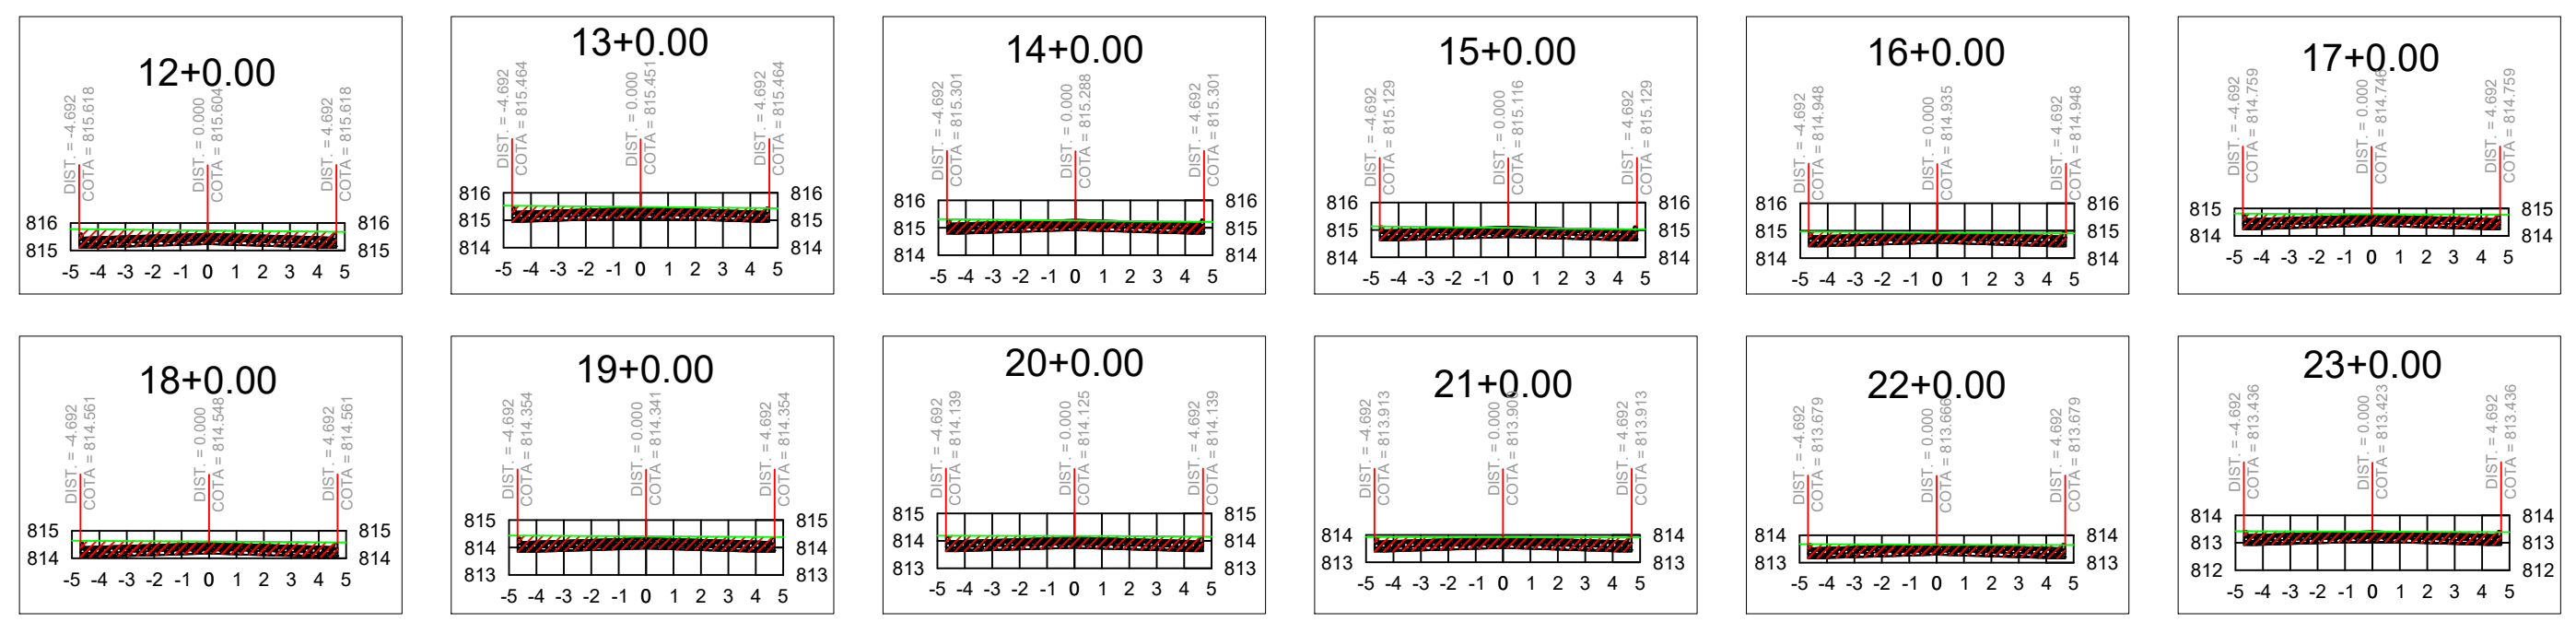 12+0.00
DIST. = -4.692
COTA = 815.618
DIST. = 0.000
COTA = 815.604
DIST. = 4.692
COTA = 815.618
816 816
815 815
-5 -4 -3 -2 -1 0 1 2 3 4 5
13+0.00
DIST. = -4.692
COTA = 815.464
DIST. = 0.000
COTA = 815.451
DIST. = 4.692
COTA = 815.464
816 816
815 815
814 814
-5 -4 -3 -2 -1 0 1 2 3 4 5
14+0.00
DIST. = -4.692
COTA = 815.301
DIST. = 0.000
COTA = 815.288
DIST. = 4.692
COTA = 815.301
816 816
815 815
814 814
-5 -4 -3 -2 -1 0 1 2 3 4 5
15+0.00
DIST. = -4.692
COTA = 815.129
DIST. = 0.000
COTA = 815.116
DIST. = 4.692
COTA = 815.129
816 816
815 815
814 814
-5 -4 -3 -2 -1 0 1 2 3 4 5
16+0.00
DIST. = -4.692
COTA = 814.948
DIST. = 0.000
COTA = 814.935
DIST. = 4.692
COTA = 814.948
816 816
815 815
814 814
-5 -4 -3 -2 -1 0 1 2 3 4 5
17+0.00
DIST. = -4.692
COTA = 814.759
DIST. = 0.000
COTA = 814.746
DIST. = 4.692
COTA = 814.759
815 815
814 814
-5 -4 -3 -2 -1 0 1 2 3 4 5
18+0.00
DIST. = -4.692
COTA = 814.561
DIST. = 0.000
COTA = 814.548
DIST. = 4.692
COTA = 814.561
815 815
814 814
-5 -4 -3 -2 -1 0 1 2 3 4 5
19+0.00
DIST. = -4.692
COTA = 814.354
DIST. = 0.000
COTA = 814.341
DIST. = 4.692
COTA = 814.354
815 815
814 814
813 813
-5 -4 -3 -2 -1 0 1 2 3 4 5
20+0.00
DIST. = -4.692
COTA = 814.139
DIST. = 0.000
COTA = 814.125
DIST. = 4.692
COTA = 814.139
815 815
814 814
813 813
-5 -4 -3 -2 -1 0 1 2 3 4 5
21+0.00
DIST. = -4.692
COTA = 813.913
DIST. = 0.000
COTA =
DIST. = 4.692
COTA = 813.913
814 814
813 813
-5 -4 -3 -2 -1 0 1 2 3 4 5
22+0.00
DIST. = -4.692
COTA = 813.679
DIST. = 0.000
COTA = 813.666
DIST. = 4.692
COTA = 813.679
814 814
813 813
-5 -4 -3 -2 -1 0 1 2 3 4 5
23+0.00
DIST. = -4.692
COTA = 813.436
DIST. = 0.000
COTA = 813.423
DIST. = 4.692
COTA = 813.436
814 814
813 813
812 812
-5 -4 -3 -2 -1 0 1 2 3 4 5